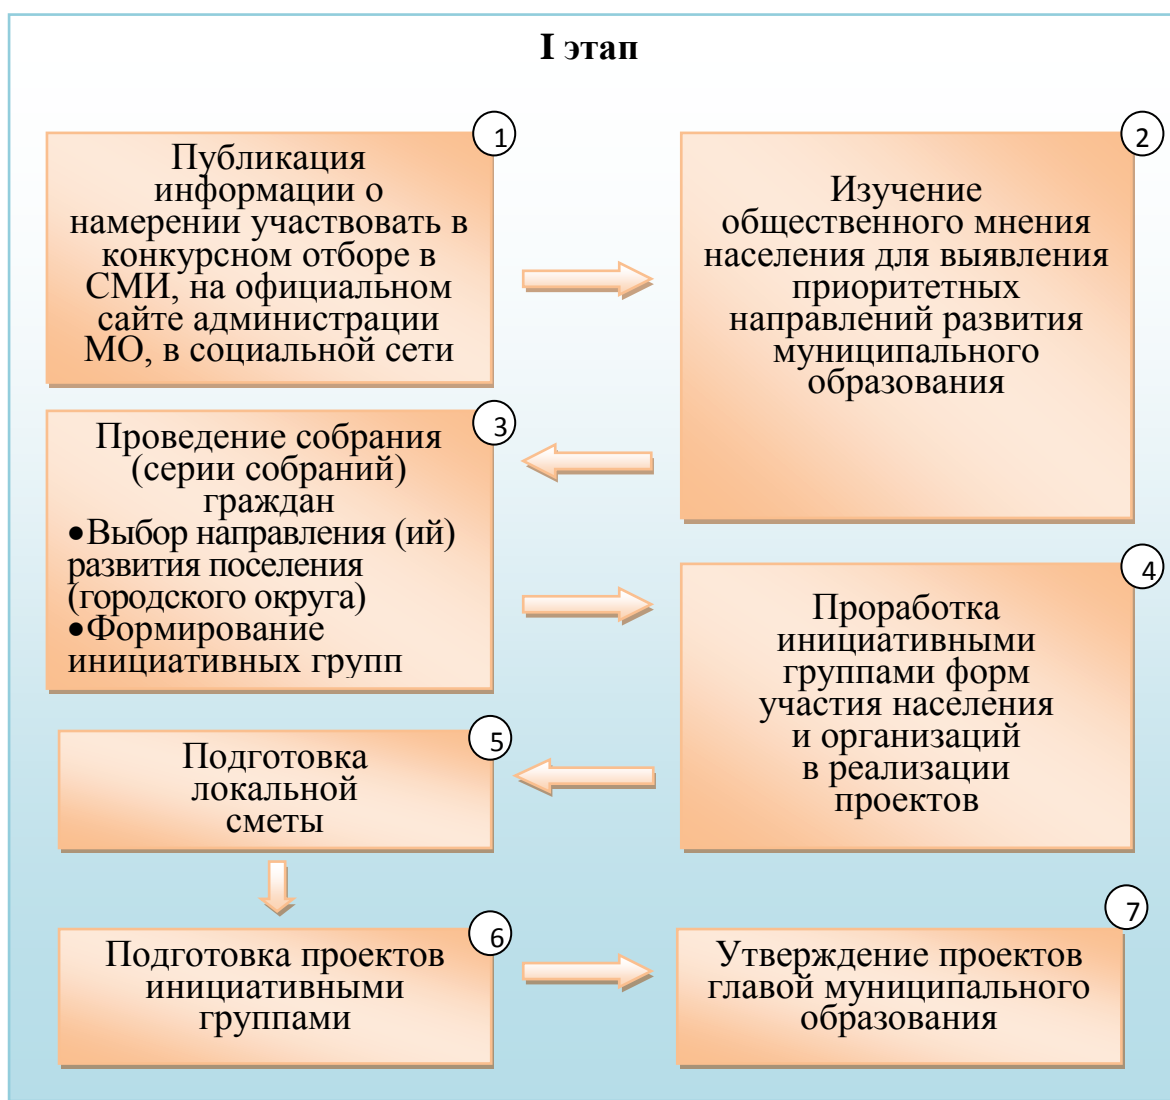 I этап
1
Публикация
информации о
намерении участвовать в
конкурсном отборе в
СМИ, на официальном
сайте администрации
МО, в социальной сети
2
Изучение
общественного мнения
населения для выявления
приоритетных
направлений развития
муниципального
образования
3
Проведение собрания
(серии собраний)
граждан
•Выбор направления (ий)
развития поселения
(городского округа)
•Формирование
инициативных групп
4
Проработка
инициативными
группами форм
участия населения
и организаций
в реализации
проектов
5
Подготовка
локальной
сметы
6
Подготовка проектов
инициативными
группами
7
Утверждение проектов
главой муниципального
образования